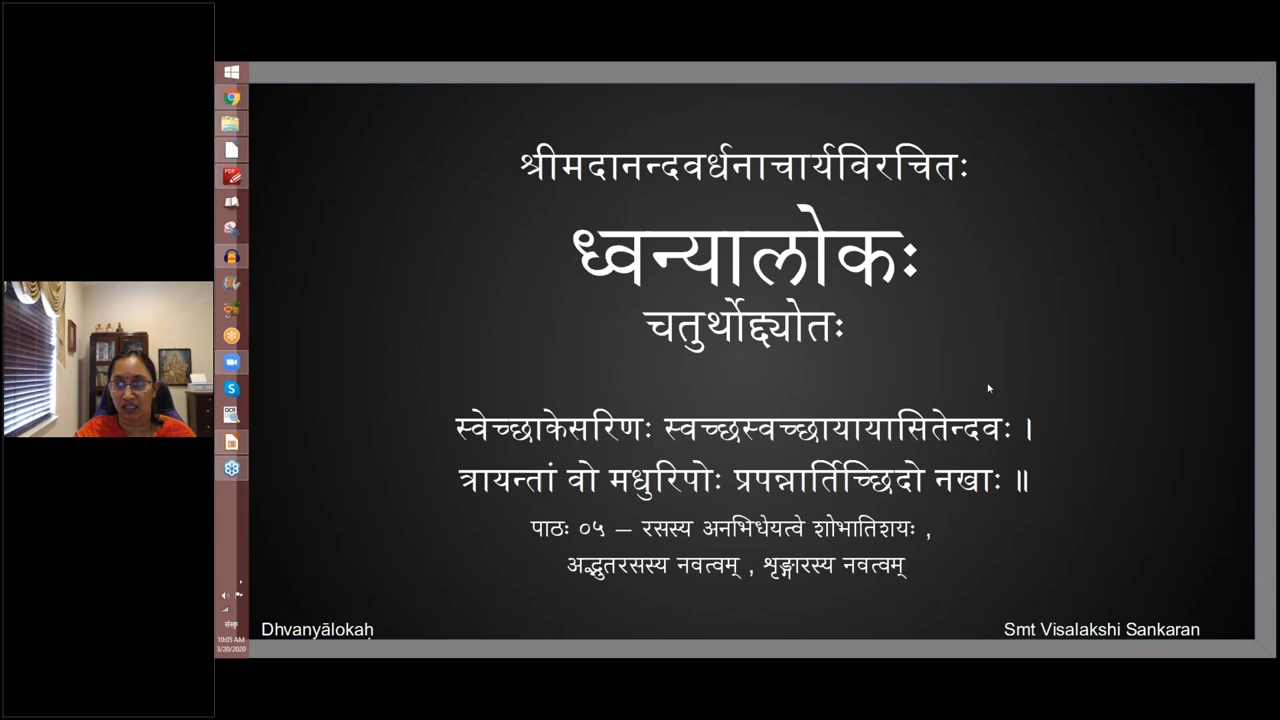 श्रीमदानन्दवर्धनाचार्यविरचितः
ध्वन्यालोकः
चतुर्थोद्द्योतः
स्वेच्छाकेसरिणः स्वच्छस्वच्छायायासितेन्दवः ।
त्रायन्तां वो मधुरिपोः प्रपन्नार्तिच्छिदो नखाः ॥
पाठः ०५ – रसस्य अनभिधेयत्वे शोभातिशयः ,
अद्भुतरसस्य नवत्वम् , शृङ्गारस्य नवत्वम्
Dhvanyālokaḥ
Smt Visalakshi Sankaran
PDF
OCR
संस्कृ
10:05 AM
3/20/2020